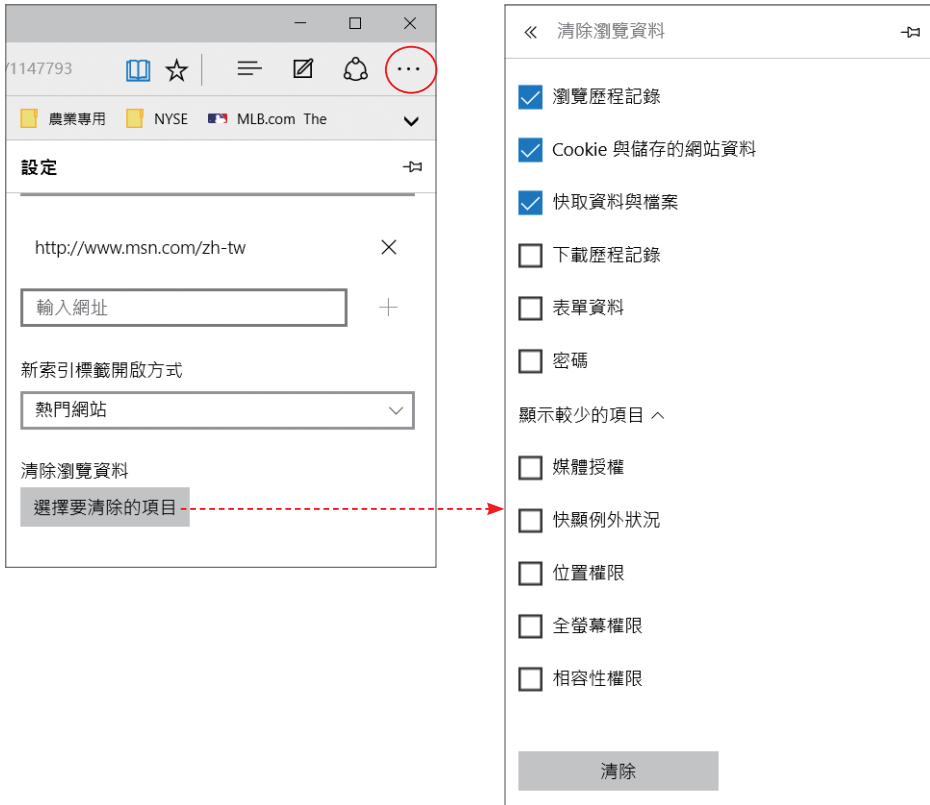 /1147793
農業專用 NYSE MLB.com The
設定
http://www.msn.com/zh-tw
輸入網址
新索引標籤開啟方式
熱門網站
清除瀏覽資料
選擇要清除的項目
清除瀏覽資料
瀏覽歷程記錄
Cookie 與儲存的網站資料
快取資料與檔案
下載歷程記錄
表單資料
密碼
顯示較少的項目
媒體授權
快顯例外狀況
位置權限
全螢幕權限
相容性權限
清除